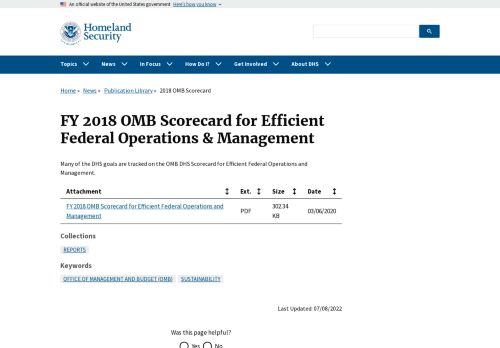 An official website of the United States government Here's how you know
Homeland
Security
Topics News In Focus How Do I? Get Involved About DHS
Home » News » Publication Library » 2018 OMB Scorecard
FY 2018 OMB Scorecard for Efficient
Federal Operations & Management
Many of the DHS goals are tracked on the OMB DHS Scorecard for Efficient Federal Operations and
Management.
Attachment Ext. Size Date
FY 2018 OMB Scorecard for Efficient Federal Operations and
Management
PDF
302.34
KB
03/06/2020
Collections
REPORTS
Keywords
OFFICE OF MANAGEMENT AND BUDGET (OMB) SUSTAINABILITY
Last Updated: 07/08/2022
Was this page helpful?
Yes No